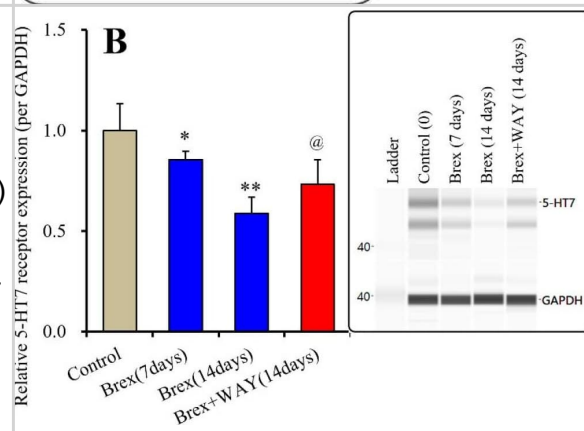 B
Relative 5-HT7 receptor expression (per GAPDH)
1.5
1.0
0.5
0.0
*
**
@
Control
Brex(7days)
Brex(14days)
Brex+WAY(14days)
Ladder
Control (0)
Brex (7 days)
Brex (14 days)
Brex+WAY (14 days)
5-HT7
40
40
GAPDH